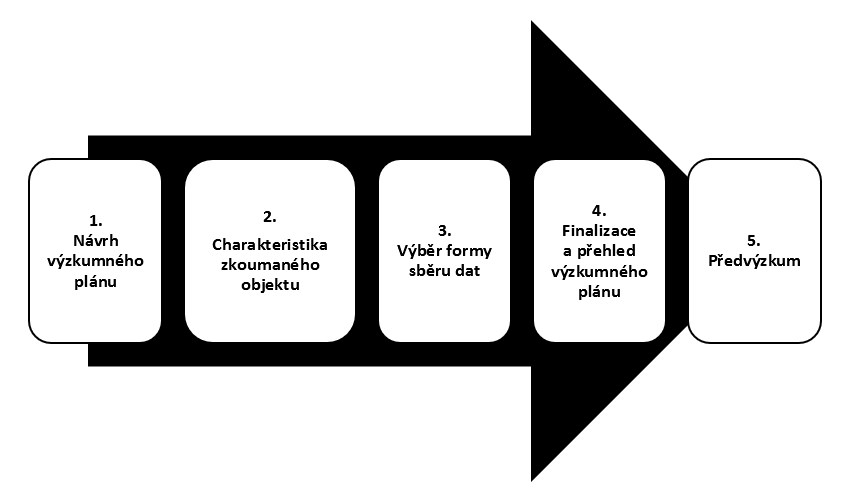 1.
Návrh
výzkumného
plánu
2.
Charakteristika
zkoumaného
objektu
3.
Výběr formy
sběru dat
4.
Finalizace
a přehled
výzkumného
plánu
5.
Předvýzkum